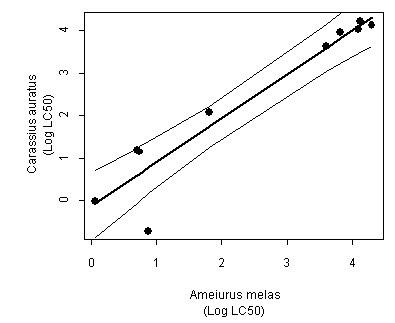 Carassius auratus
(Log LC50)
4
3
2
1
0
0 1 2 3 4
Ameiurus melas
(Log LC50)